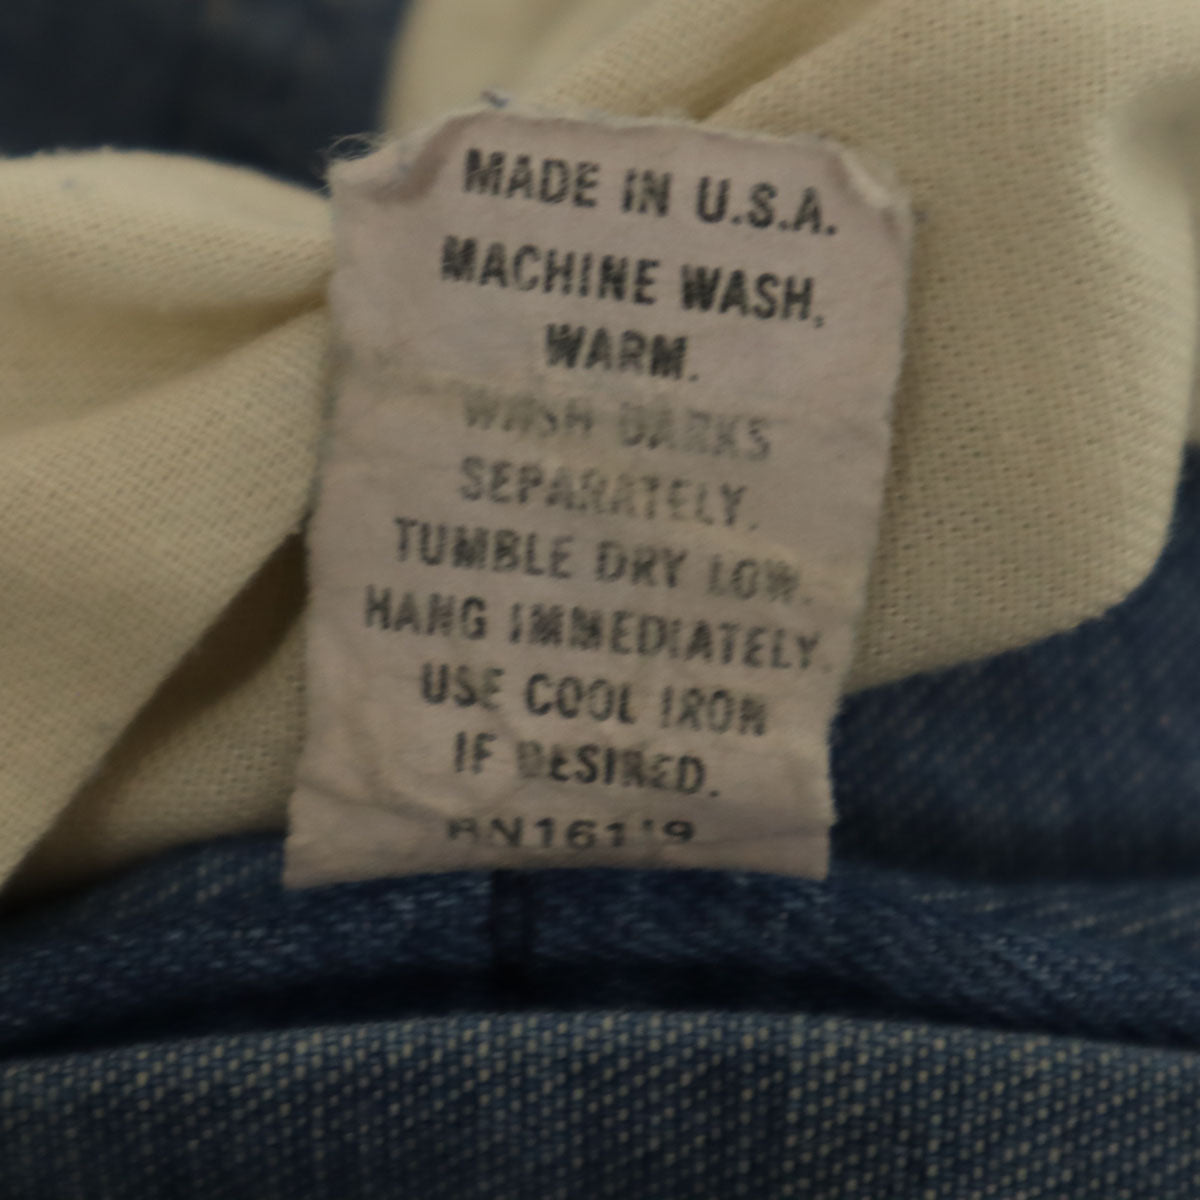 MADE IN U.S.A.
MACHINE WASH,
WARM.
WASH DARKS
SEPARATELY.
TUMBLE DRY LOW.
HANG IMMEDIATELY.
USE COOL IRON
IF DESIRED.